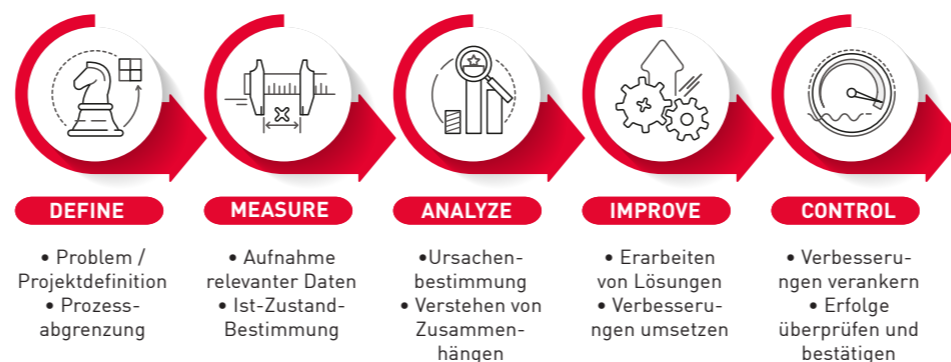 DEFINE
• Problem /
Projektdefinition
• Prozess-
abgrenzung
MEASURE
• Aufnahme
relevanter Daten
• Ist-Zustand-
Bestimmung
ANALYZE
•Ursachen-
bestimmung
• Verstehen von
Zusammen-
hängen
IMPROVE
• Erarbeiten
von Lösungen
• Verbesseru-
ngen umsetzen
CONTROL
• Verbesseru-
ngen verankern
• Erfolge
überprüfen und
bestätigen